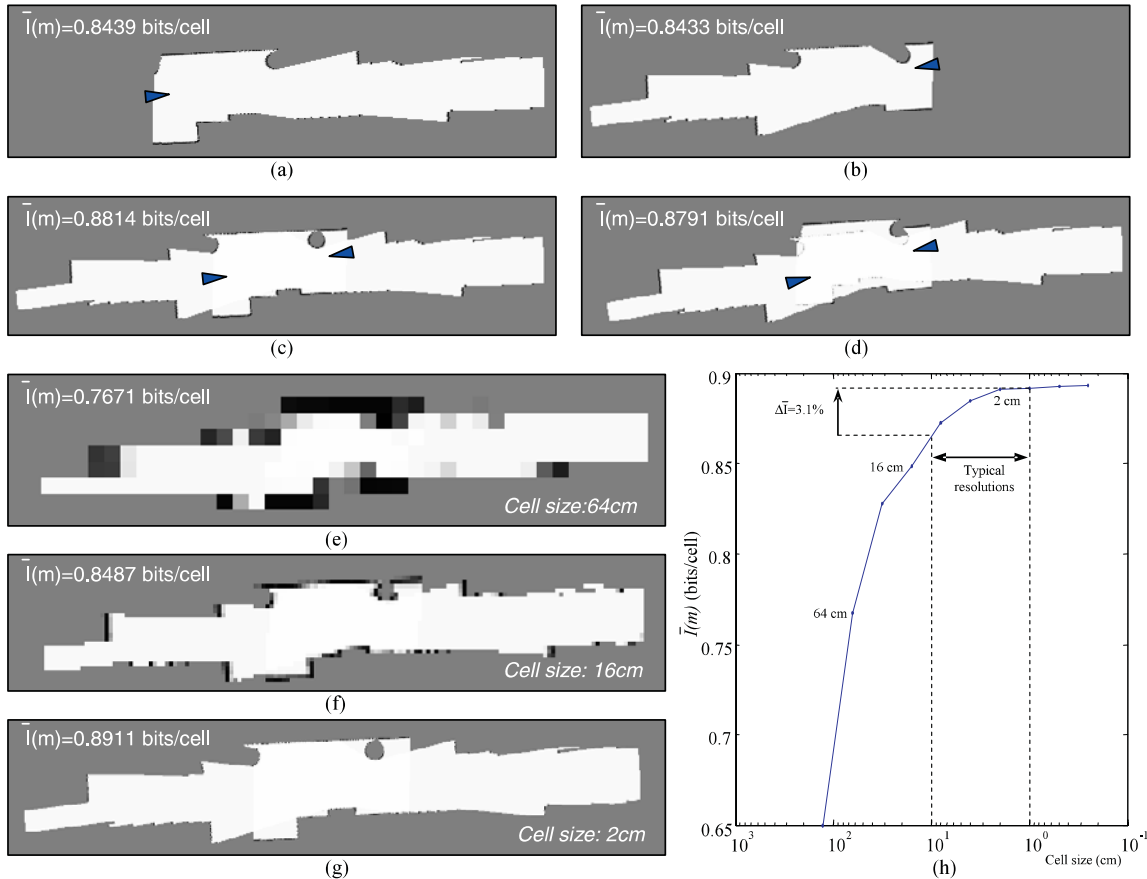 I̅(m)=0.8439 bits/cell
(a)
I̅(m)=0.8433 bits/cell
(b)
I̅(m)=0.8814 bits/cell
(c)
I̅(m)=0.8791 bits/cell
(d)
I̅(m)=0.7671 bits/cell
Cell size:64cm
(e)
I̅(m)=0.8487 bits/cell
Cell size: 16cm
(f)
I̅(m)=0.8911 bits/cell
Cell size: 2cm
(g)
0.9
0.85
0.8
0.75
0.7
0.65
I̅(m) (bits/cell)
ΔI̅=3.1%
2 cm
16 cm
Typical
resolutions
64 cm
10³
10²
10¹
10⁰
10⁻¹
Cell size (cm)
(h)